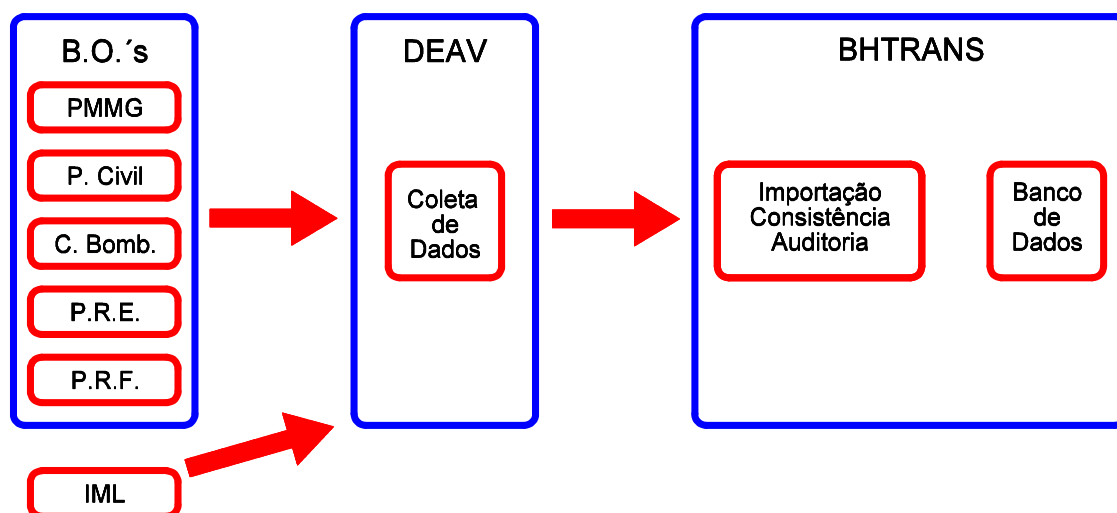 B.O.´s
PMMG
P. Civil
C. Bomb.
P.R.E.
P.R.F.
IML
DEAV
Coleta
de
Dados
BHTRANS
Importação
Consistência
Auditoria
Banco
de
Dados